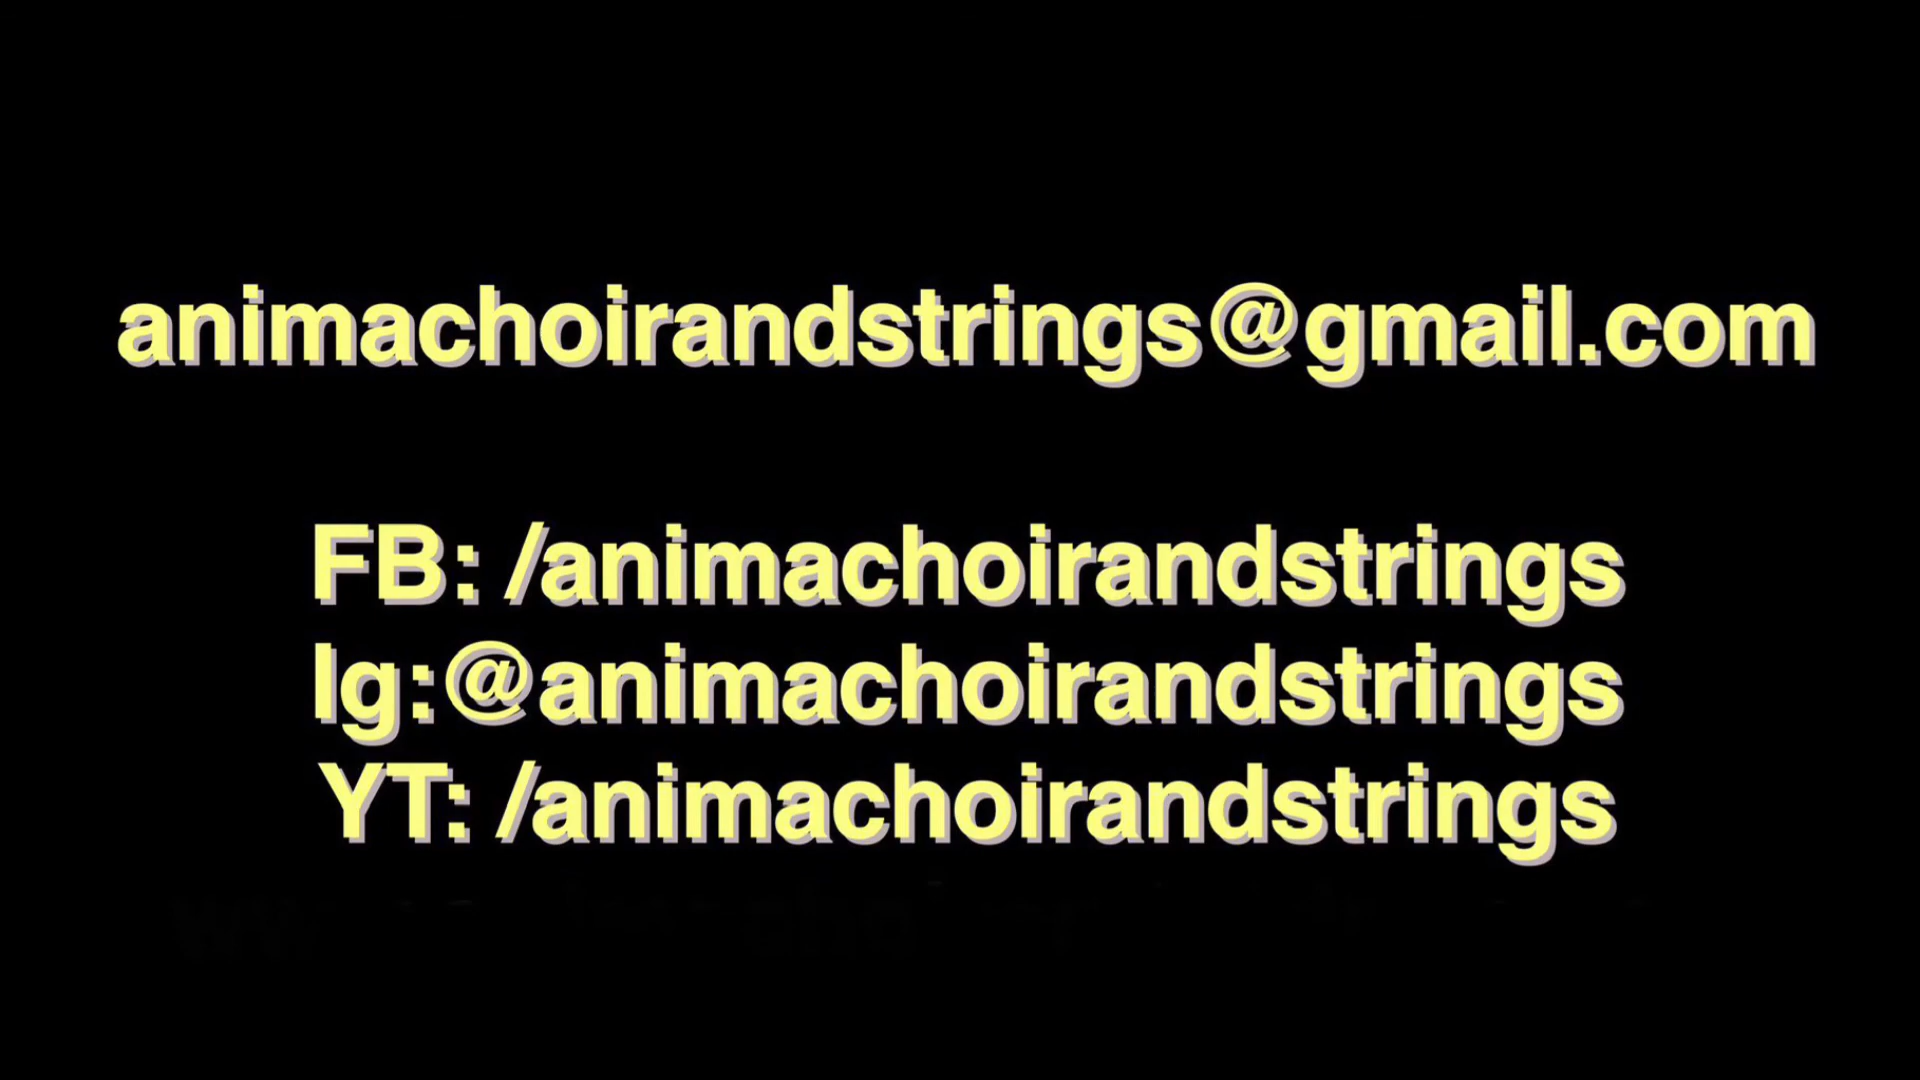 animachoirandstrings@gmail.com
FB: /animachoirandstrings
Ig:@animachoirandstrings
YT: /animachoirandstrings